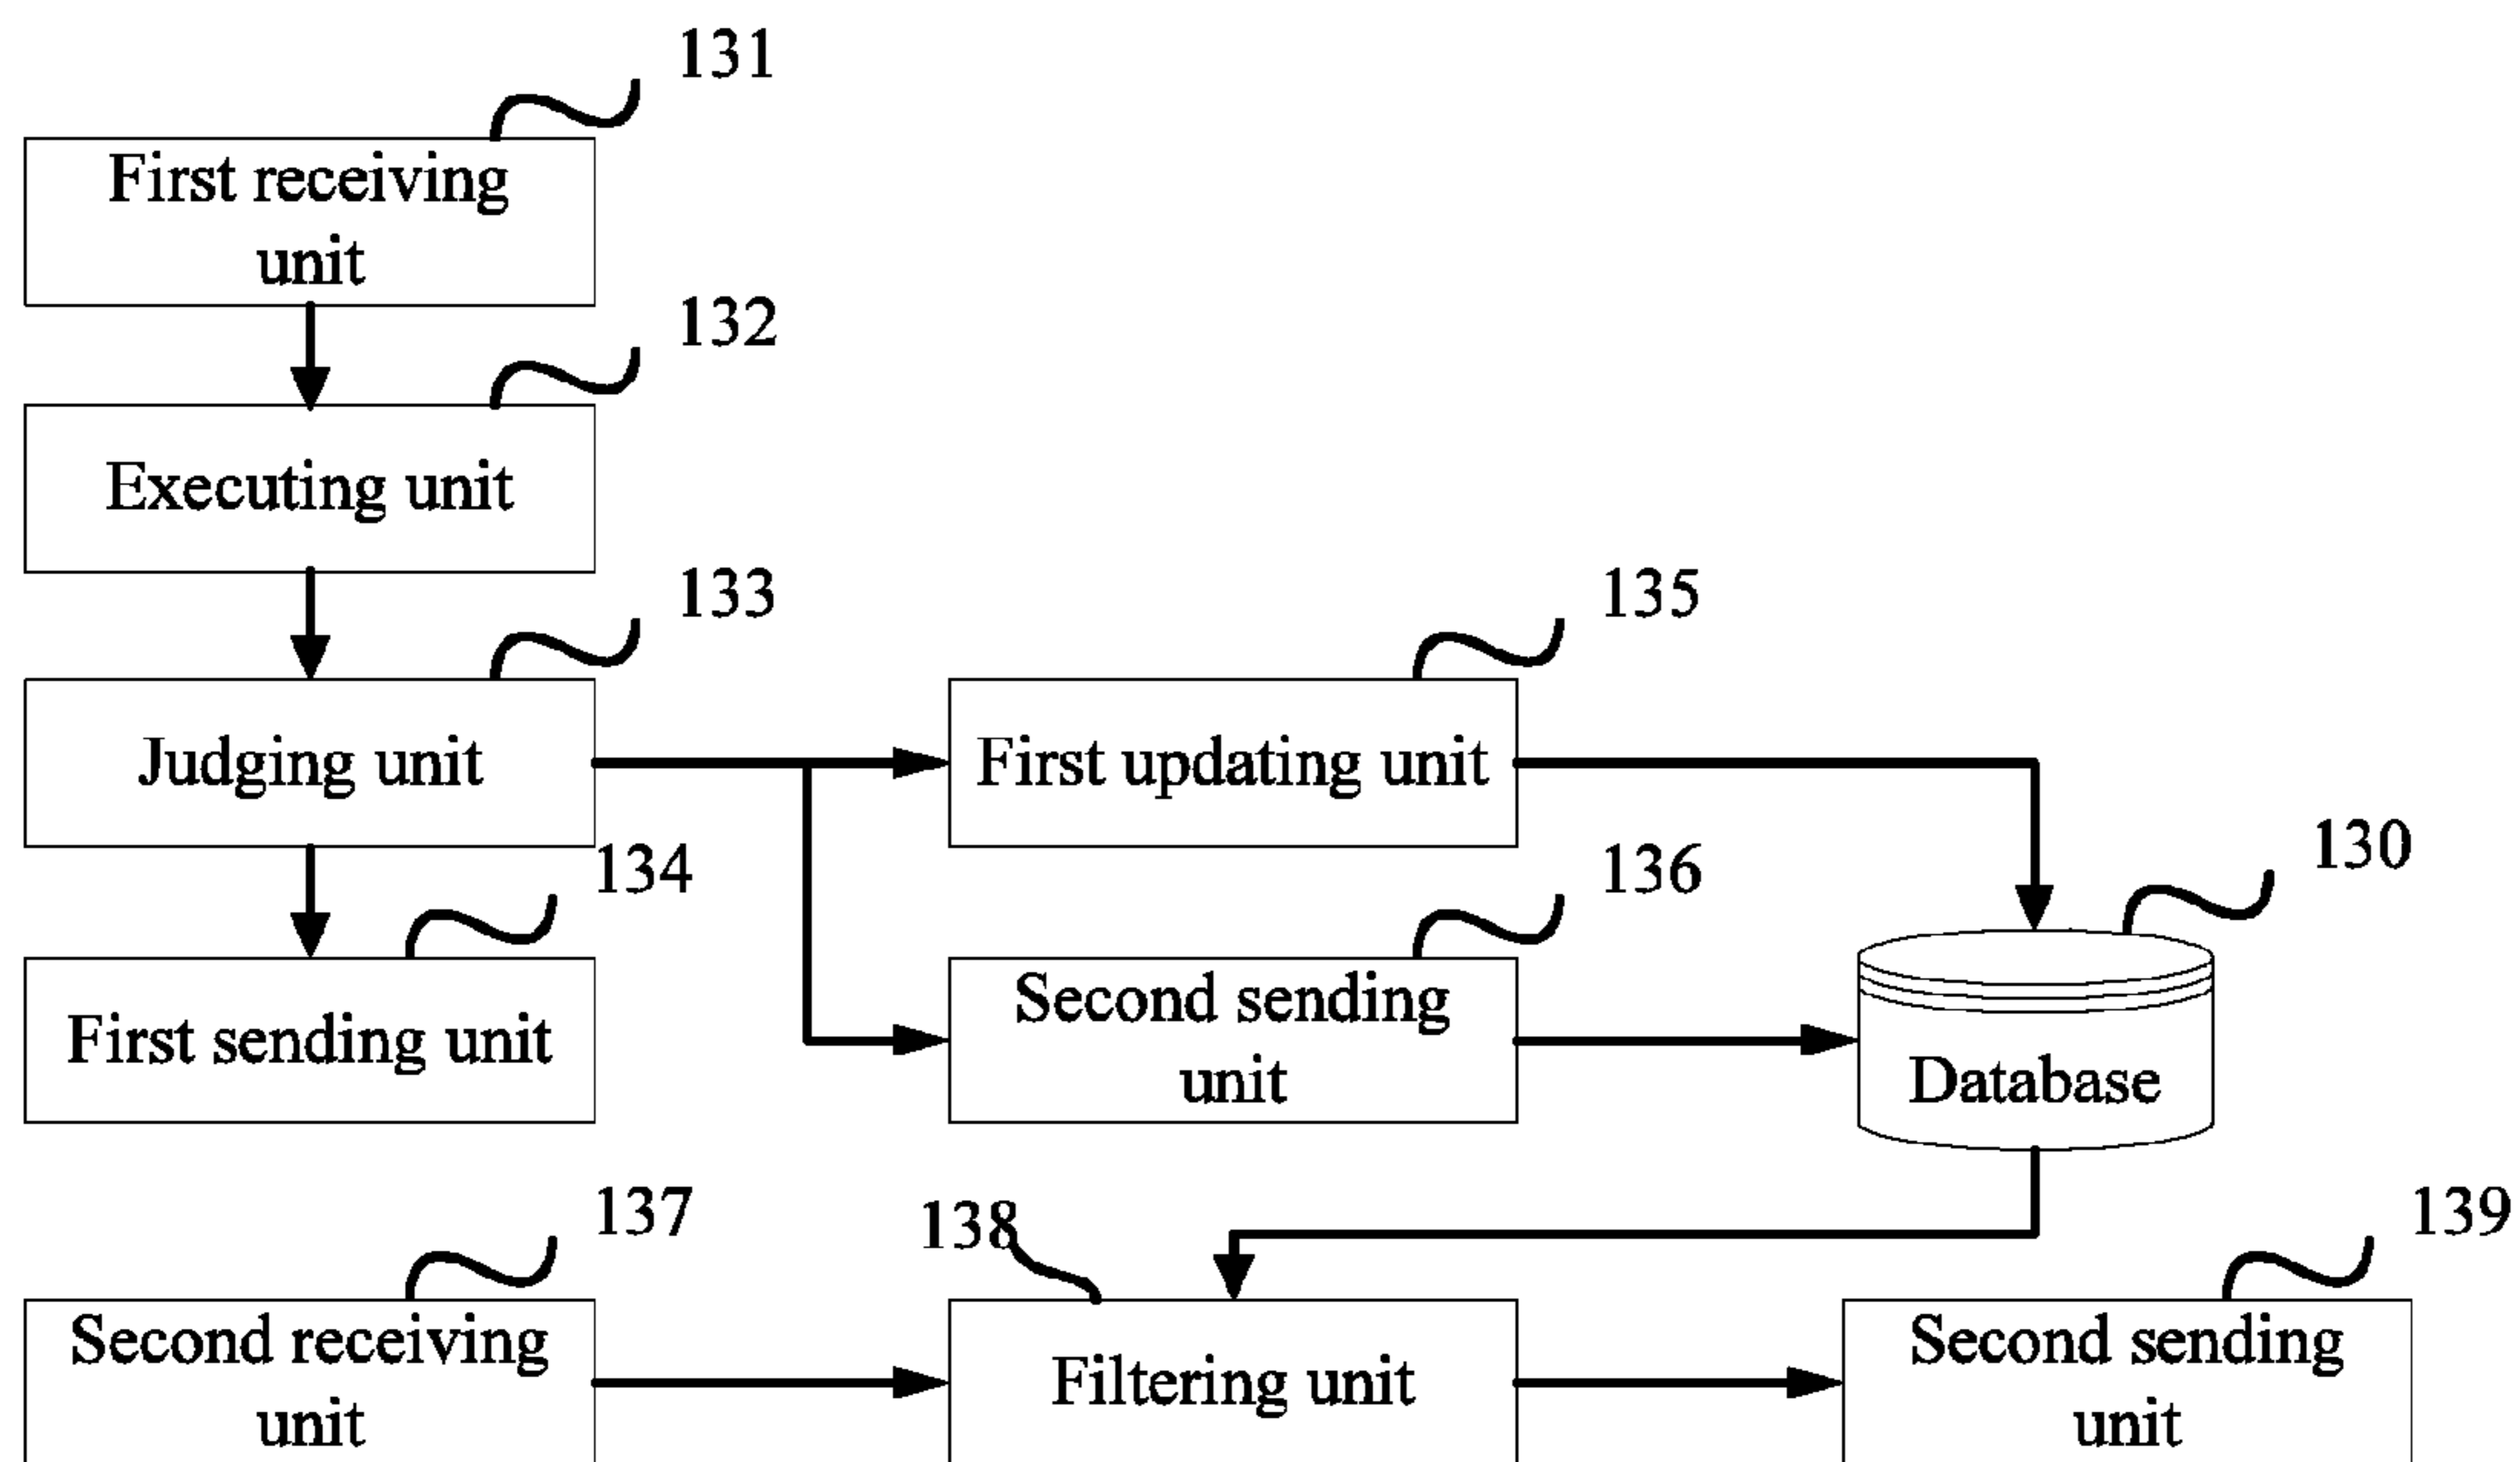 131
First receiving
unit
132
Executing unit
133
Judging unit
135
First updating unit
134
First sending unit
136
Second sending
unit
130
Database
137
Second receiving
unit
138
Filtering unit
139
Second sending
unit